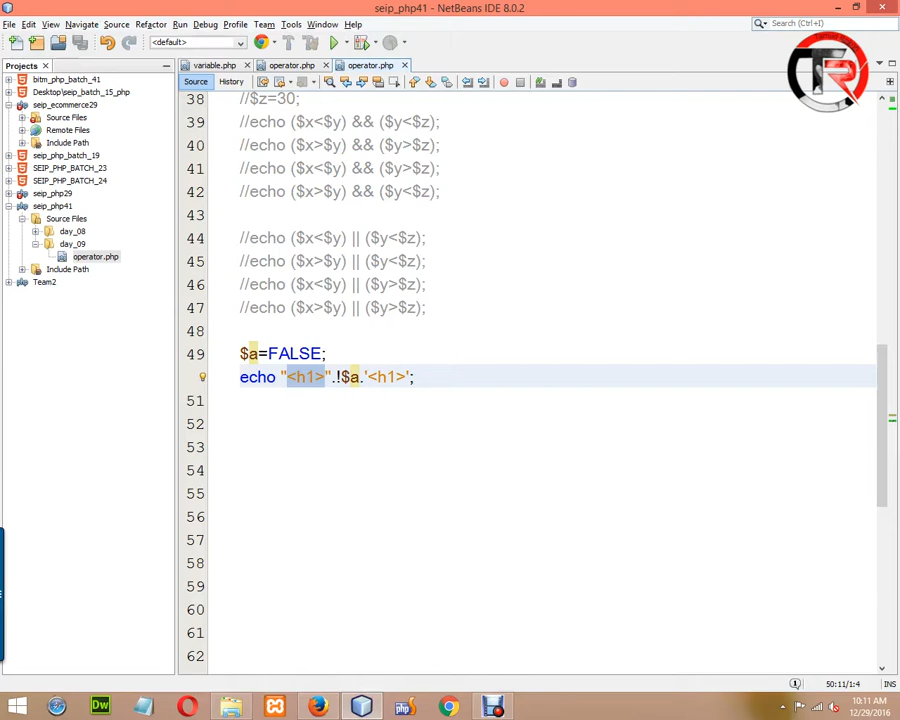 seip_php41 - NetBeans IDE 8.0.2
File Edit View Navigate Source Refactor Run Debug Profile Team Tools Window Help
Search (Ctrl+I)
<default>
Projects
variable.php operator.php operator.php
Source History
bitm_php_batch_41
Desktop\seip_batch_15_php
seip_ecommerce29
Source Files
Remote Files
Include Path
seip_php_batch_19
SEIP_PHP_BATCH_23
SEIP_PHP_BATCH_24
seip_php29
seip_php41
Source Files
day_08
day_09
operator.php
Include Path
Team2
38 //$z=30;
39 //echo ($x<$y) && ($y<$z);
40 //echo ($x>$y) && ($y>$z);
41 //echo ($x<$y) && ($y>$z);
42 //echo ($x>$y) && ($y<$z);
43
44 //echo ($x<$y) || ($y<$z);
45 //echo ($x>$y) || ($y>$z);
46 //echo ($x<$y) || ($y>$z);
47 //echo ($x>$y) || ($y>$z);
48
49 $a=FALSE;
echo "<h1>".!$a.'<h1>';
51
52
53
54
55
56
57
58
59
60
61
62
50:11/1:4 INS
Dw
php
10:11 AM
12/29/2016